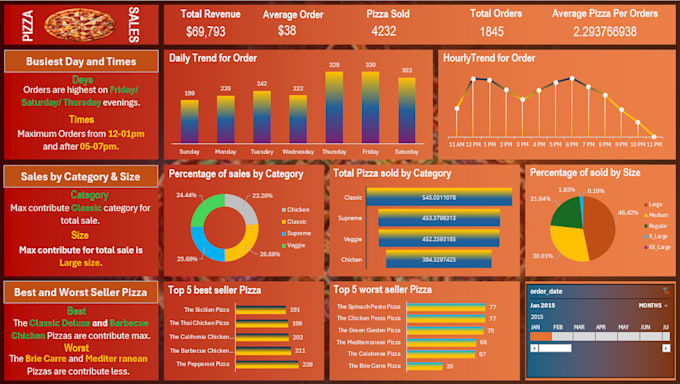 PIZZA
SALES
Total Revenue
$69,793
Average Order
$38
Pizza Sold
4232
Total Orders
1845
Average Pizza Per Orders
2.293766938
Busiest Day and Times
Days
Orders are highest on Friday/
Saturday/ Thursday evenings.
Times
Maximum Orders from 12-01pm
and after 05-07pm.
Daily Trend for Order
199
220
242
222
329
330
303
Sunday
Monday
Tuesday
Wednesday
Thursday
Friday
Saturday
HourlyTrend for Order
11 AM 12 PM 1 PM 2 PM 3 PM 4 PM 5 PM 6 PM 7 PM 8 PM 9 PM 10 PM 11 PM
Sales by Category & Size
Category
Max contribute Classic category for
total sale.
Size
Max contribute for total sale is
Large size.
Percentage of sales by Category
24.44%
23.20%
25.69%
26.68%
Chicken
Classic
Supreme
Veggie
Total Pizza sold by Category
Classic 545.0311078
Supreme 453.3798313
Veggie 452.2593185
Chicken 394.3297425
Percentage of sold by Size
1.83%
0.10%
21.64%
46.42%
30.01%
Large
Medium
Regular
X_Large
XX_Large
Best and Worst Seller Pizza
Best
The Classic Deluxe and Barbecue
Chicken Pizzas are contribute max.
Worst
The Brie Carre and Mediter ranean
Pizzas are contribute less.
Top 5 best seller Pizza
The Sicilian Pizza 191
The Thai Chicken Pizza 199
The California Chicken... 202
The Barbecue Chicken... 211
The Pepperoni Pizza 239
Top 5 worst seller Pizza
The Spinach Pesto Pizza 77
The Chicken Pesto Pizza 77
The Green Garden Pizza 75
The Mediterranean Pizza 68
The Calabrese Pizza 67
The Brie Carre Pizza 35
order_date
Jan 2015
MONTHS
2015
JAN FEB MAR APR MAY JUN JU